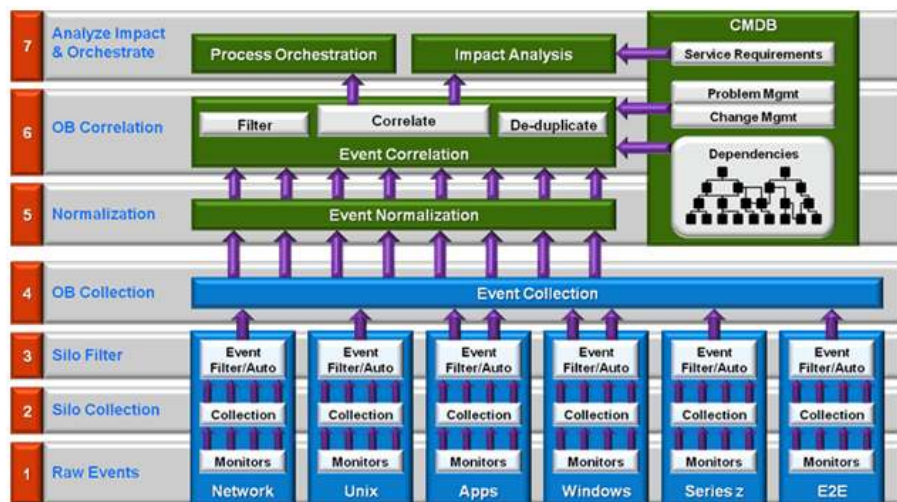 7
Analyze Impact
& Orchestrate
Process Orchestration
Impact Analysis
CMDB
Service Requirements
6
OB Correlation
Filter
Correlate
De-duplicate
Event Correlation
Problem Mgmt
Change Mgmt
Dependencies
5
Normalization
Event Normalization
4
OB Collection
Event Collection
3
Silo Filter
Event
Filter/Auto
Event
Filter/Auto
Event
Filter/Auto
Event
Filter/Auto
Event
Filter/Auto
Event
Filter/Auto
2
Silo Collection
Collection
Collection
Collection
Collection
Collection
Collection
1
Raw Events
Monitors
Monitors
Monitors
Monitors
Monitors
Monitors
Network
Unix
Apps
Windows
Series z
E2E